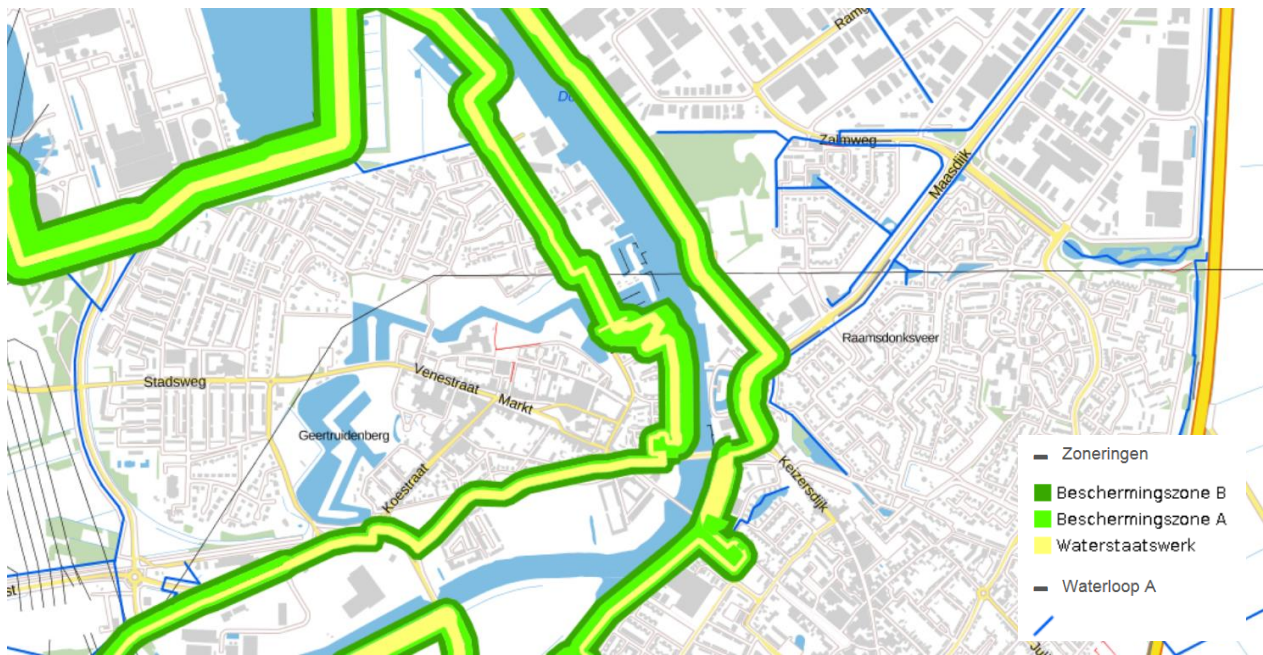 Zalmweg
Maasdijk
Raamsdonksveer
Stadsweg
Venestraat
Markt
Geertruidenberg
Koestraat
Keizersdijk
Zoneringen
Beschermingszone B
Beschermingszone A
Waterstaatswerk
Waterloop A